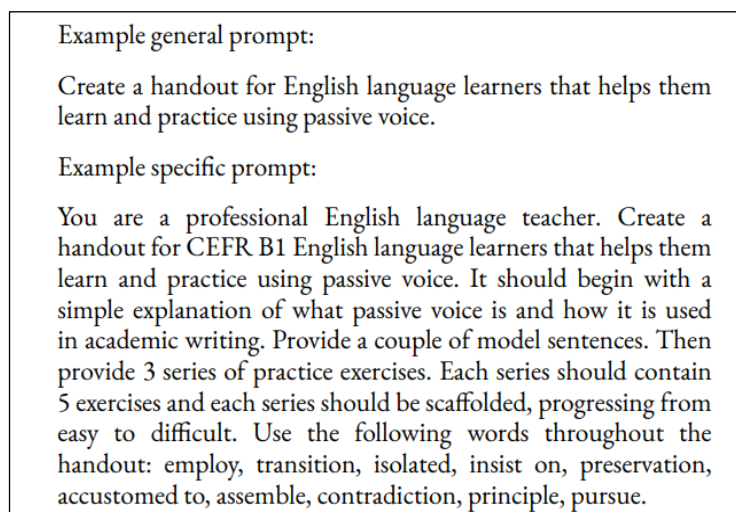 Example general prompt:
Create a handout for English language learners that helps them
learn and practice using passive voice.
Example specific prompt:
You are a professional English language teacher. Create a
handout for CEFR B1 English language learners that helps them
learn and practice using passive voice. It should begin with a
simple explanation of what passive voice is and how it is used
in academic writing. Provide a couple of model sentences. Then
provide 3 series of practice exercises. Each series should contain
5 exercises and each series should be scaffolded, progressing from
easy to difficult. Use the following words throughout the
handout: employ, transition, isolated, insist on, preservation,
accustomed to, assemble, contradiction, principle, pursue.